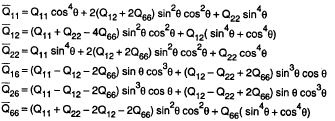 Q̅₁₁ = Q₁₁ cos⁴θ + 2(Q₁₂ + 2Q₆₆) sin²θ cos²θ + Q₂₂ sin⁴θ
Q̅₁₂ = (Q₁₁ + Q₂₂ - 4Q₆₆) sin²θ cos²θ + Q₁₂( sin⁴θ + cos⁴θ)
Q̅₂₂ = Q₁₁ sin⁴θ + 2(Q₁₂ + 2Q₆₆) sin²θ cos²θ + Q₂₂ cos⁴θ
Q̅₁₆ = (Q₁₁ - Q₁₂ - 2Q₆₆) sin θ cos³θ + (Q₁₂ - Q₂₂ + 2Q₆₆) sin³θ cos θ
Q̅₂₆ = (Q₁₁ - Q₁₂ - 2Q₆₆) sin³θ cos θ + (Q₁₂ - Q₂₂ + 2Q₆₆) sin θ cos³θ
Q̅₆₆ = (Q₁₁ + Q₂₂ - 2Q₁₂ - 2Q₆₆) sin²θ cos²θ + Q₆₆( sin⁴θ + cos⁴θ)